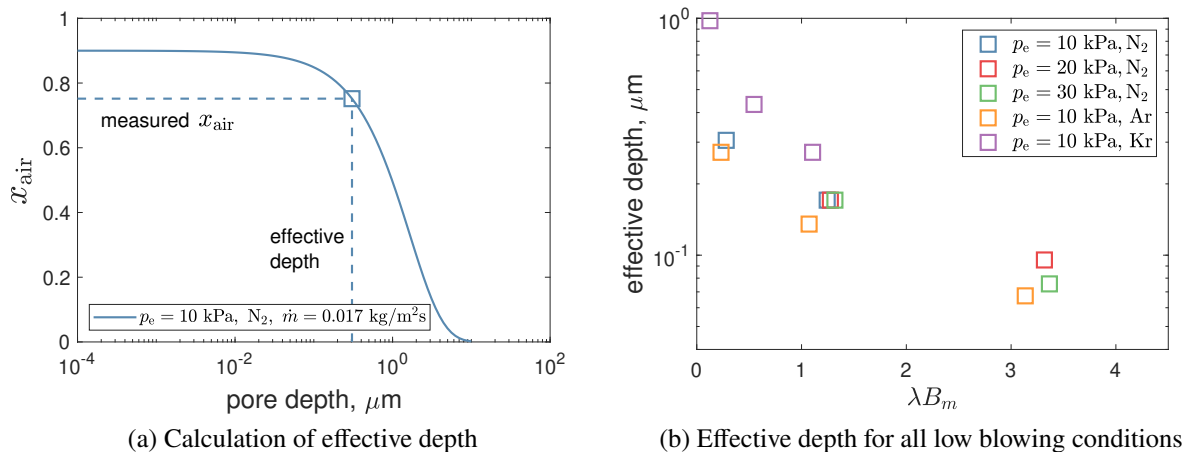 1
0.8
0.6
0.4
0.2
0
x_air
measured x_air
effective
depth
p_e = 10 kPa, N_2, ṁ = 0.017 kg/m^2s
10^-4
10^-2
10^0
10^2
pore depth, μm
(a) Calculation of effective depth
10^0
10^-1
effective depth, μm
p_e = 10 kPa, N_2
p_e = 20 kPa, N_2
p_e = 30 kPa, N_2
p_e = 10 kPa, Ar
p_e = 10 kPa, Kr
0
1
2
3
4
λB_m
(b) Effective depth for all low blowing conditions